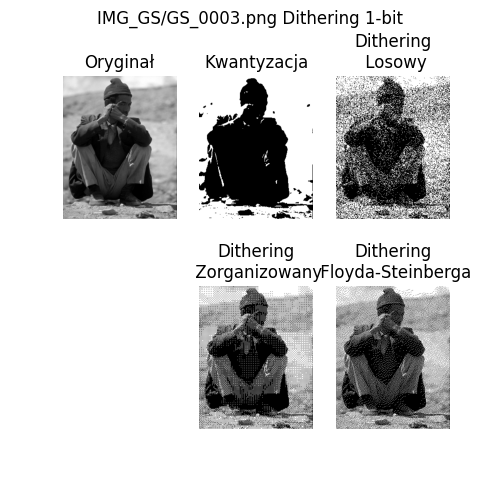 IMG_GS/GS_0003.png Dithering 1-bit
Oryginał
Kwantyzacja
Dithering
Losowy
Dithering
Zorganizowany
Dithering
Floyda-Steinberga